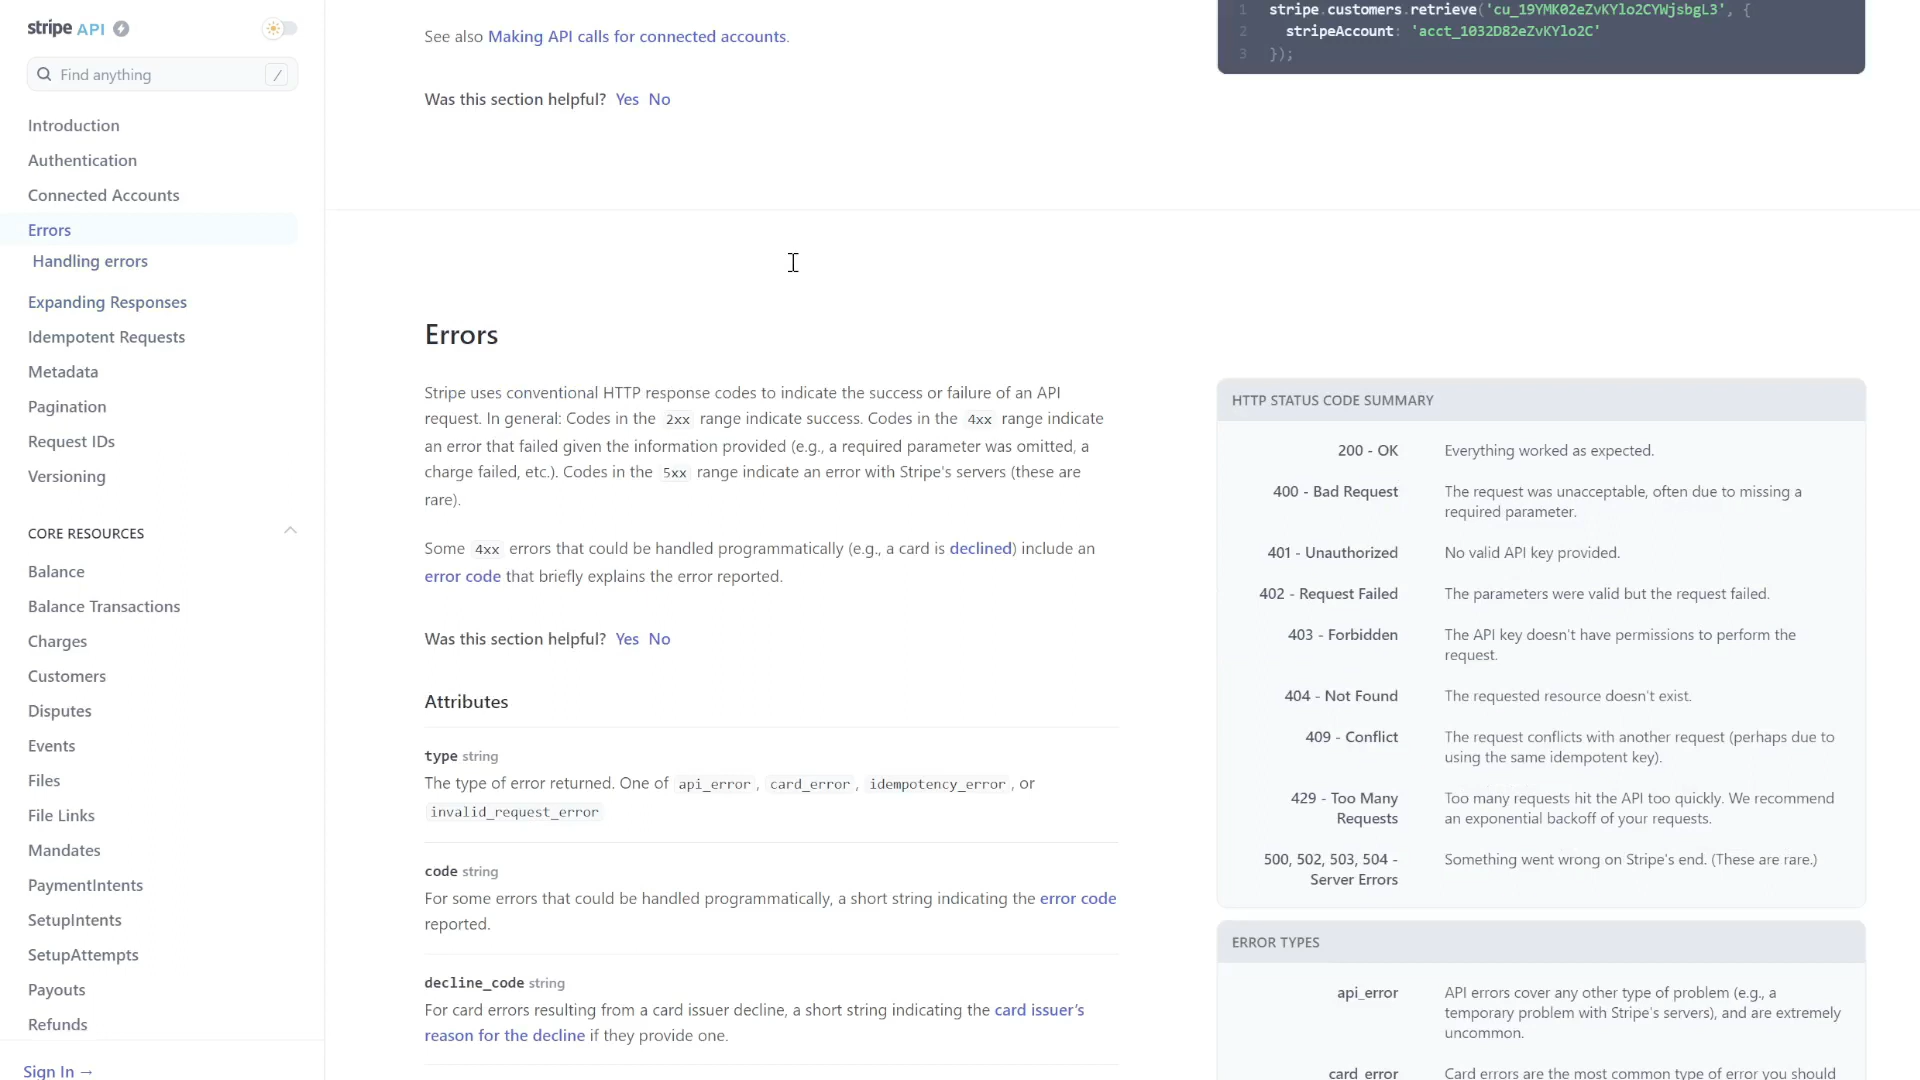 stripe API
Find anything /
Introduction
Authentication
Connected Accounts
Errors
Handling errors
Expanding Responses
Idempotent Requests
Metadata
Pagination
Request IDs
Versioning
CORE RESOURCES
Balance
Balance Transactions
Charges
Customers
Disputes
Events
Files
File Links
Mandates
PaymentIntents
SetupIntents
SetupAttempts
Payouts
Refunds
Sign In →
See also Making API calls for connected accounts.
Was this section helpful? Yes No
1 stripe.customers.retrieve('cu_19YMK02eZvKYlo2CYWjsbgL3', {
2 stripeAccount: 'acct_1032D82eZvKYlo2C'
3 });
Errors
Stripe uses conventional HTTP response codes to indicate the success or failure of an API
request. In general: Codes in the 2xx range indicate success. Codes in the 4xx range indicate
an error that failed given the information provided (e.g., a required parameter was omitted, a
charge failed, etc.). Codes in the 5xx range indicate an error with Stripe's servers (these are
rare).
Some 4xx errors that could be handled programmatically (e.g., a card is declined) include an
error code that briefly explains the error reported.
Was this section helpful? Yes No
Attributes
type string
The type of error returned. One of api_error, card_error, idempotency_error, or
invalid_request_error
code string
For some errors that could be handled programmatically, a short string indicating the error code
reported.
decline_code string
For card errors resulting from a card issuer decline, a short string indicating the card issuer's
reason for the decline if they provide one.
HTTP STATUS CODE SUMMARY
200 - OK Everything worked as expected.
400 - Bad Request The request was unacceptable, often due to missing a
required parameter.
401 - Unauthorized No valid API key provided.
402 - Request Failed The parameters were valid but the request failed.
403 - Forbidden The API key doesn't have permissions to perform the
request.
404 - Not Found The requested resource doesn't exist.
409 - Conflict The request conflicts with another request (perhaps due to
using the same idempotent key).
429 - Too Many Too many requests hit the API too quickly. We recommend
Requests an exponential backoff of your requests.
500, 502, 503, 504 - Something went wrong on Stripe's end. (These are rare.)
Server Errors
ERROR TYPES
api_error API errors cover any other type of problem (e.g., a
temporary problem with Stripe's servers), and are extremely
uncommon.
card_error Card errors are the most common type of error you should